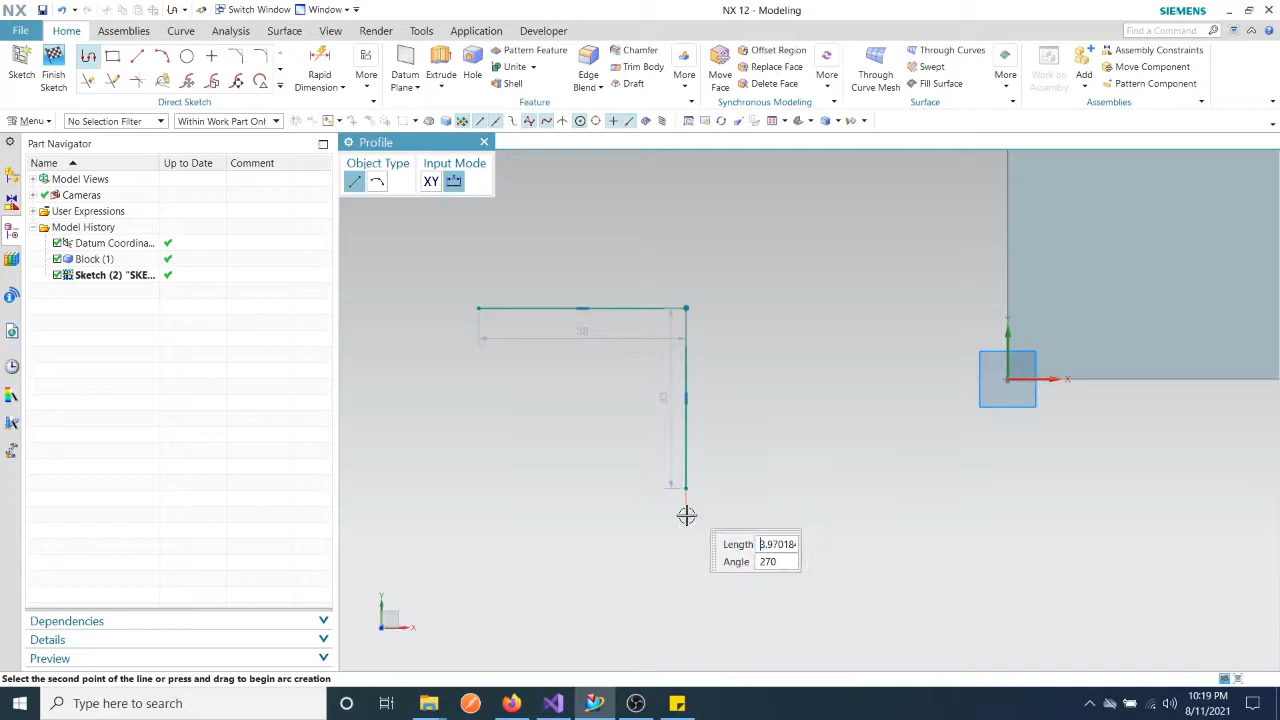 NX
Switch Window
Window
NX 12 - Modeling
SIEMENS
File
Home
Assemblies
Curve
Analysis
Surface
View
Render
Tools
Application
Developer
Find a Command
Sketch
Finish
Sketch
Rapid
Dimension
More
Datum
Plane
Extrude
Hole
Pattern Feature
Unite
Shell
Edge
Blend
Chamfer
Trim Body
Draft
More
Move
Face
Offset Region
Replace Face
Delete Face
More
Through
Curve Mesh
Through Curves
Swept
Fill Surface
More
Work on
Assembly
Add
Assembly Constraints
Move Component
Pattern Component
Direct Sketch
Feature
Synchronous Modeling
Surface
Assemblies
Menu
No Selection Filter
Within Work Part Onl
Part Navigator
Name
Up to Date
Comment
Model Views
Cameras
User Expressions
Model History
Datum Coordina...
Block (1)
Sketch (2) "SKE...
Profile
Object Type
Input Mode
XY
38
Y
X
Length 3.97018
Angle 270
Y
X
Dependencies
Details
Preview
Select the second point of the line or press and drag to begin arc creation
Type here to search
10:19 PM
8/11/2021